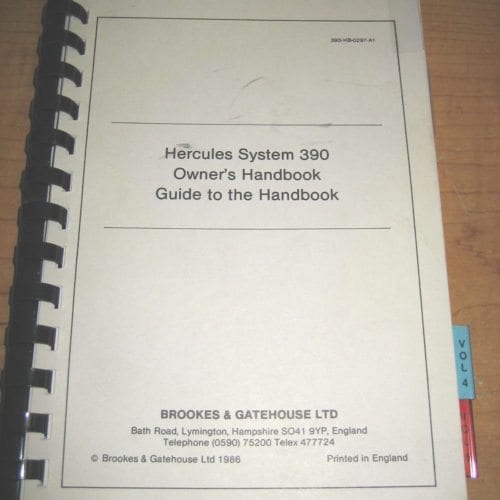 390-HB-0297-A1
Hercules System 390
Owner's Handbook
Guide to the Handbook
VOL 4
BROOKES & GATEHOUSE LTD
Bath Road, Lymington, Hampshire SO41 9YP, England
Telephone (0590) 75200 Telex 477724
© Brookes & Gatehouse Ltd 1986 Printed in England